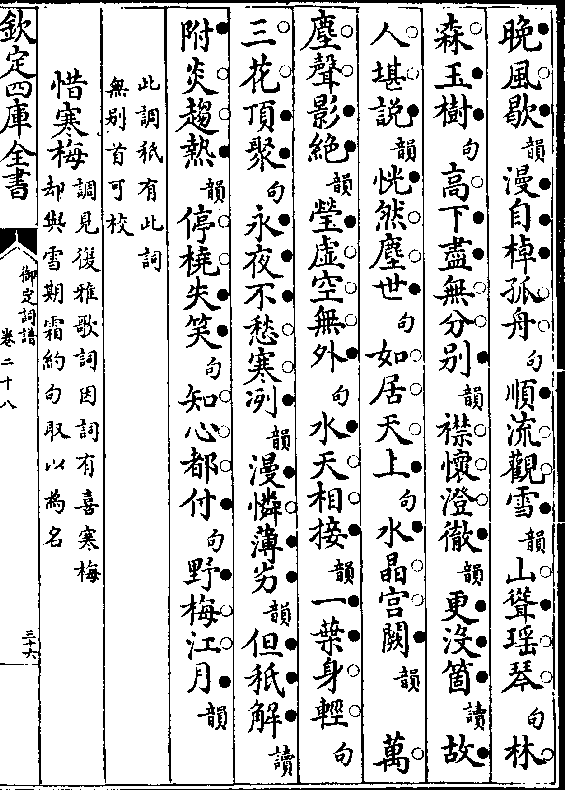 晚風歇韻漫自棹孤舟句順流觀雪韻山聳瑶琴句林
森玉樹句高下盡無分别韻襟懷澄徹韻更没箇讀故
人堪說韻恍然塵世句如居天上句水晶宫闕韻　萬
塵聲影絶韻瑩虚空無外句水天相接韻一葉身輕句
三花頂聚句永夜不愁寒冽韻漫憐薄劣韻但秖解讀
附炎趨熱韻停橈失笑句知心都付句野梅江月韻
此調秖有此詞
無别首可校
惜寒梅
調見復雅歌詞因詞有喜寒梅
却與雪期霜約句取以為名
欽定四庫全書
御定詞譜
卷二十八
三十六